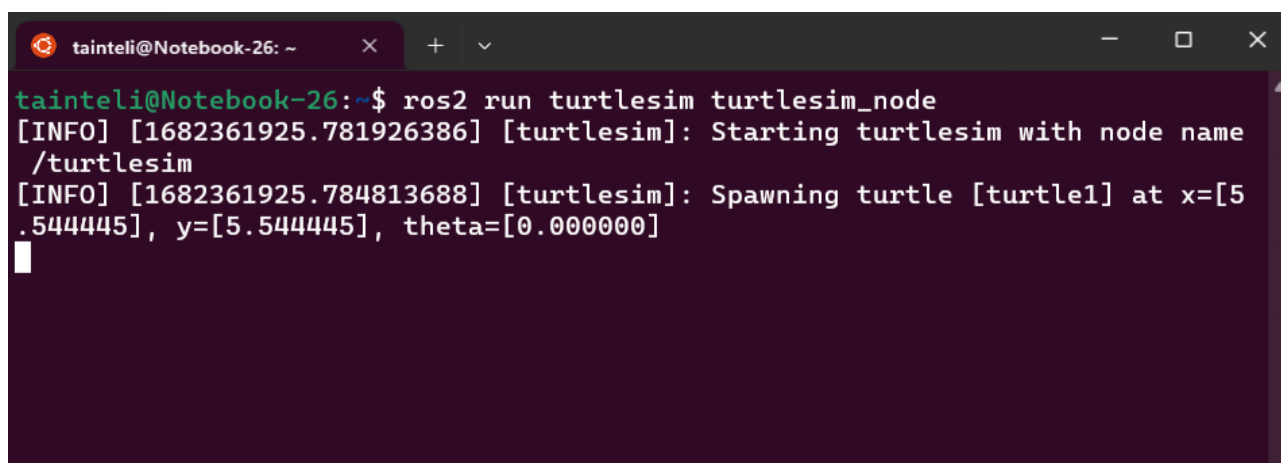 tainteli@Notebook-26: ~
tainteli@Notebook-26:~$ ros2 run turtlesim turtlesim_node
[INFO] [1682361925.781926386] [turtlesim]: Starting turtlesim with node name
/turtlesim
[INFO] [1682361925.784813688] [turtlesim]: Spawning turtle [turtle1] at x=[5
.544445], y=[5.544445], theta=[0.000000]